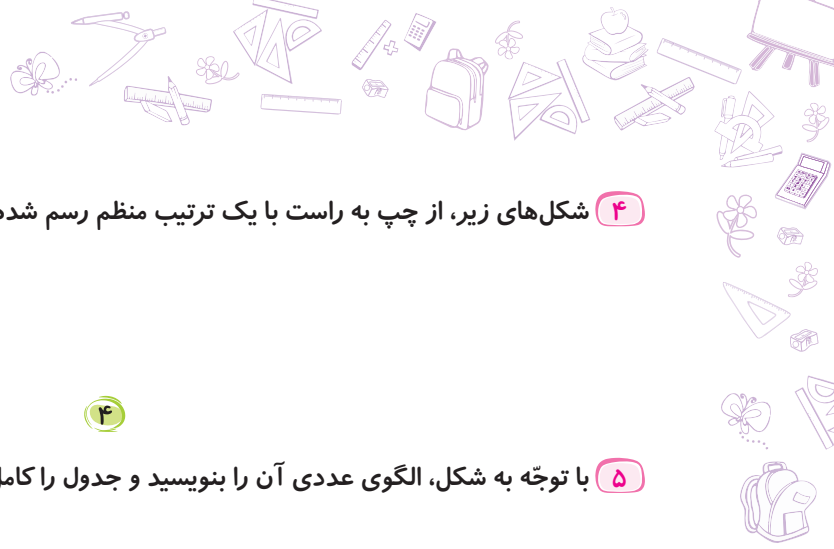 ۴ شکل‌های زیر، از چپ به راست با یک ترتیب منظم رسم شده
۴
۵ با توجّه به شکل، الگوی عددی آن را بنویسید و جدول را کامل